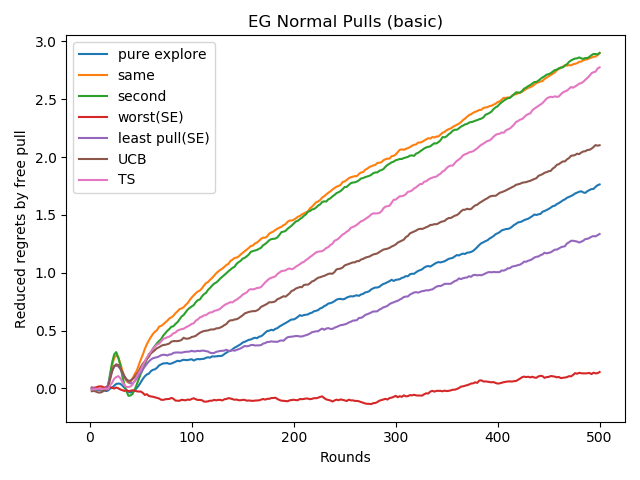 EG Normal Pulls (basic)
Reduced regrets by free pull
3.0
2.5
2.0
1.5
1.0
0.5
0.0
pure explore
same
second
worst(SE)
least pull(SE)
UCB
TS
0 100 200 300 400 500
Rounds